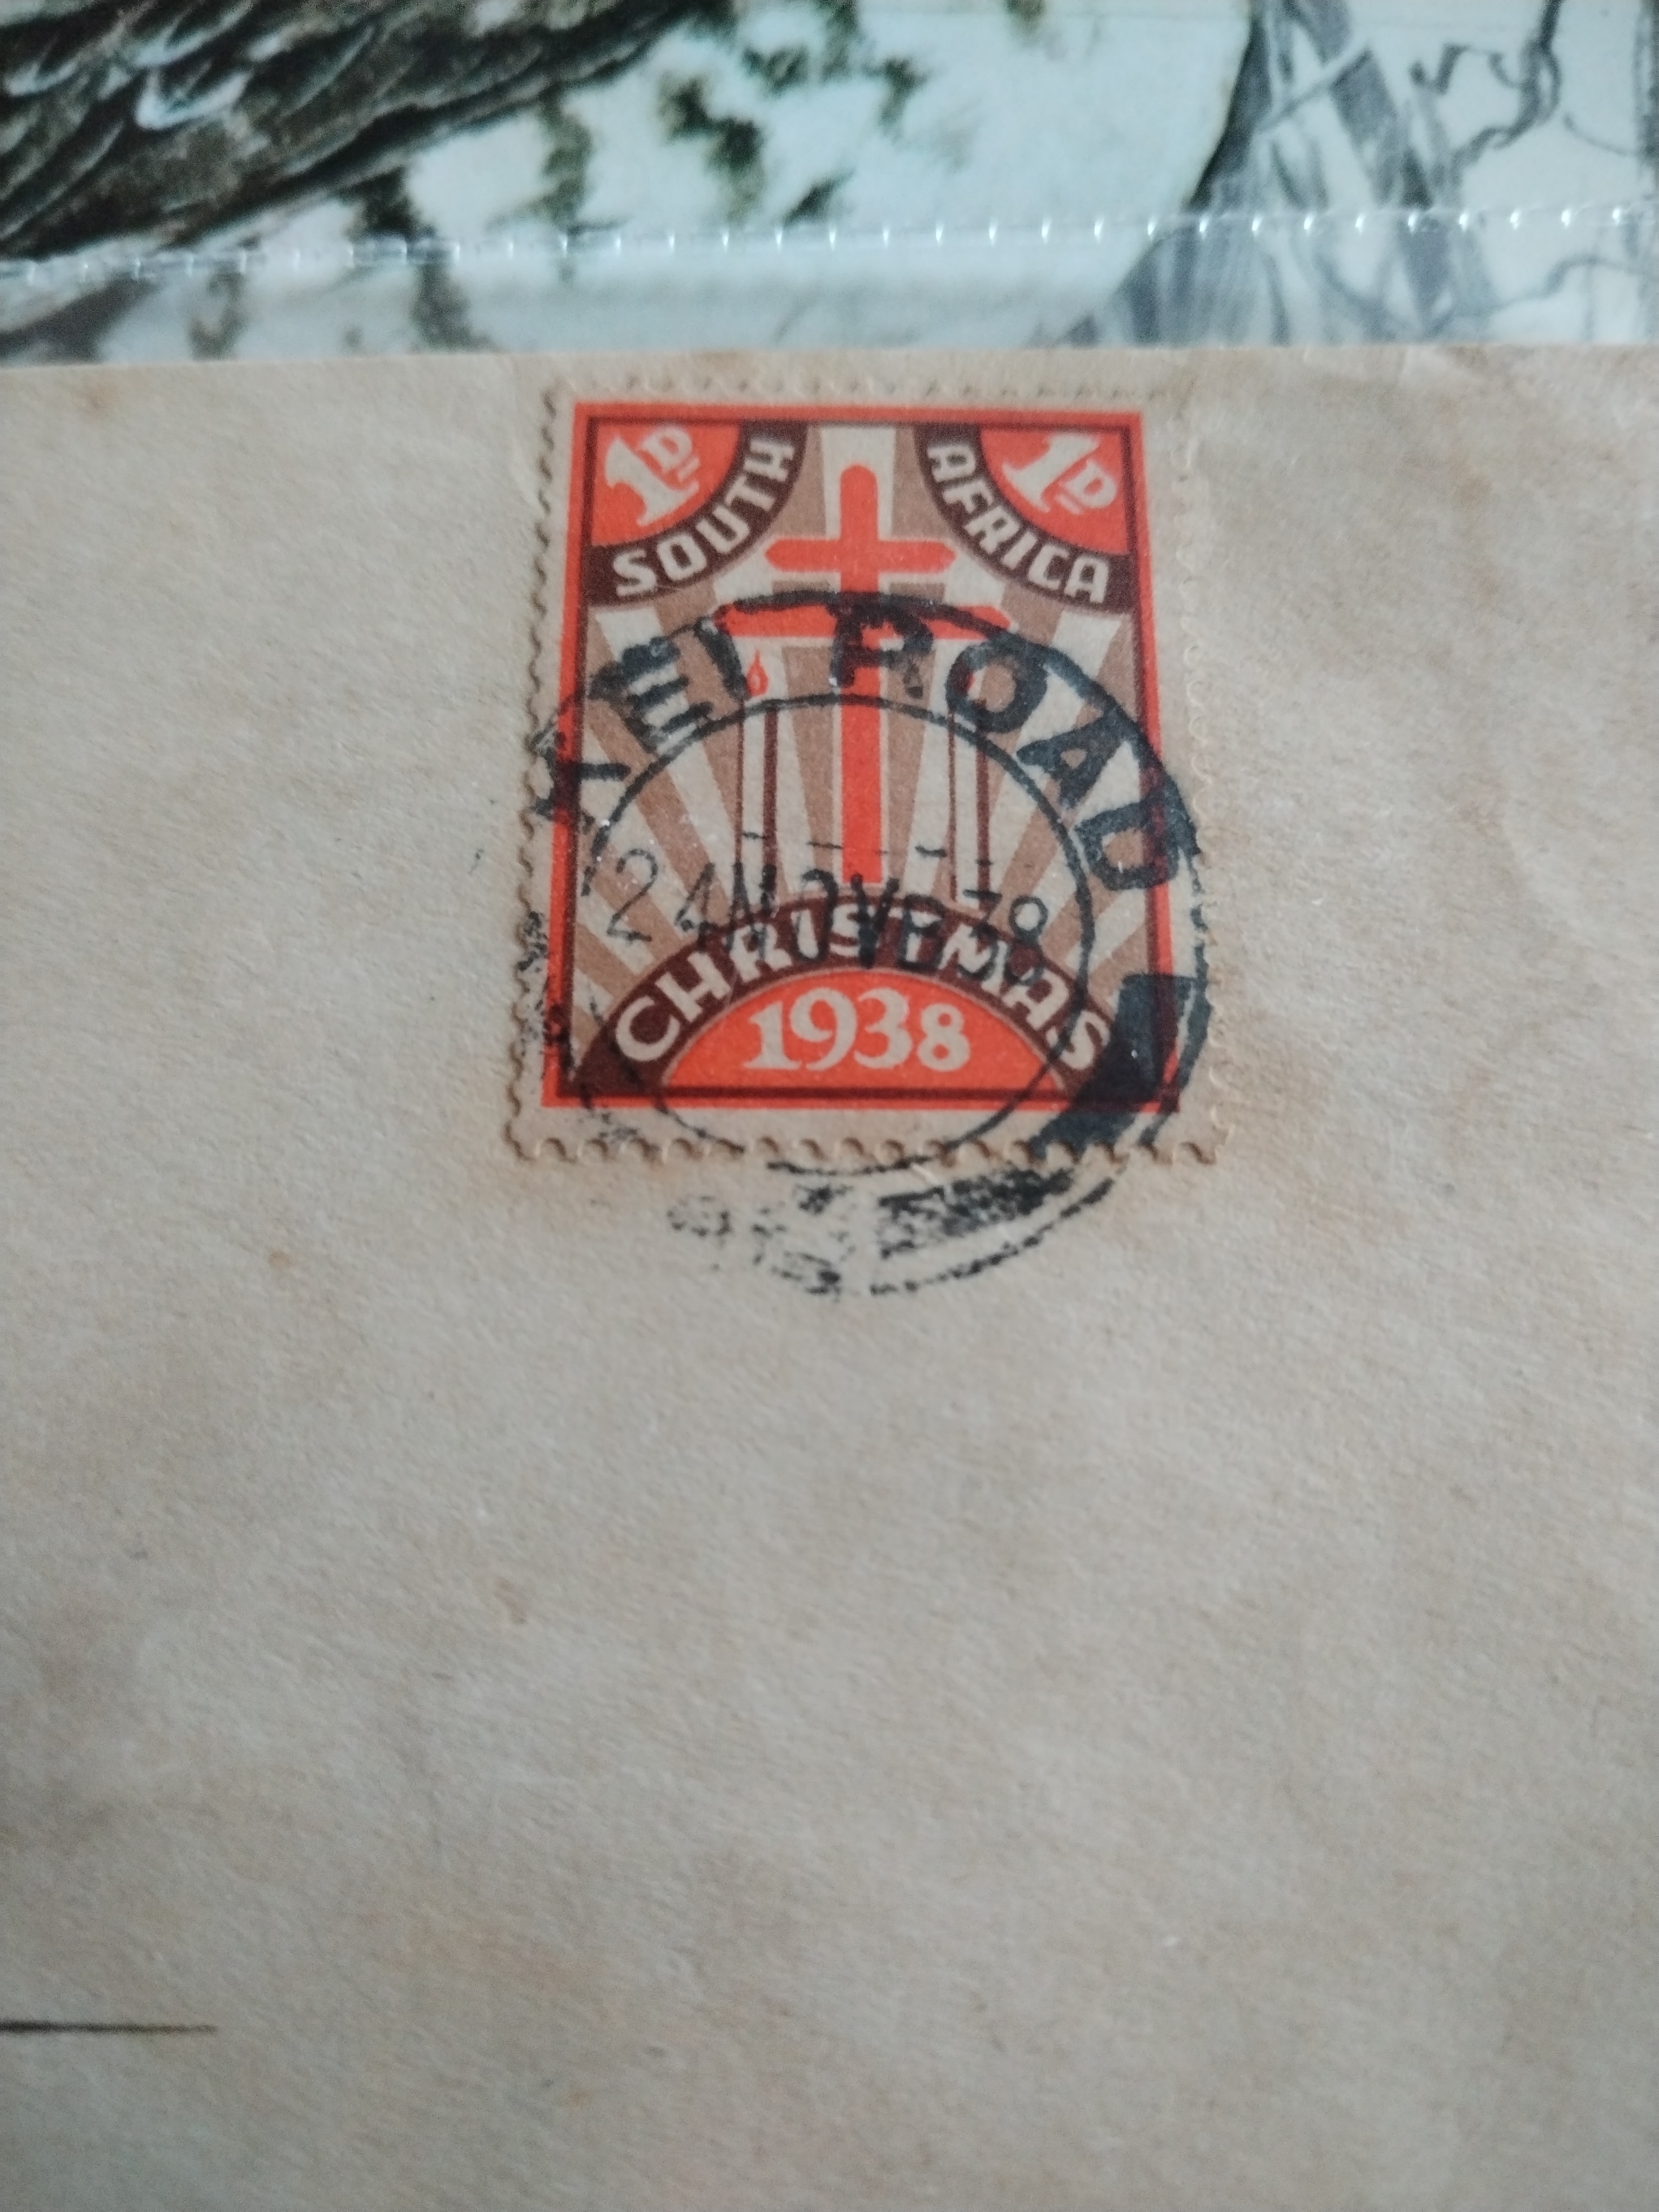 1D SOUTH AFRICA 1D
KEI ROAD
24 NOV 38
CHRISTMAS
1938